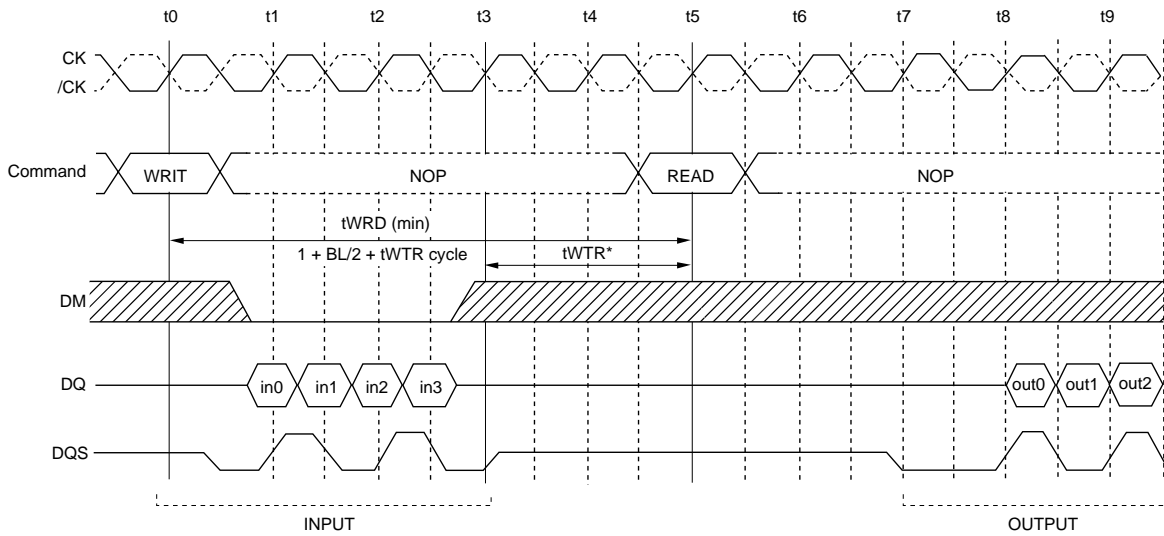 t0 t1 t2 t3 t4 t5 t6 t7 t8 t9
CK
/CK
Command WRIT NOP READ NOP
tWRD (min)
1 + BL/2 + tWTR cycle tWTR*
DM
DQ in0 in1 in2 in3 out0 out1 out2
DQS
INPUT OUTPUT